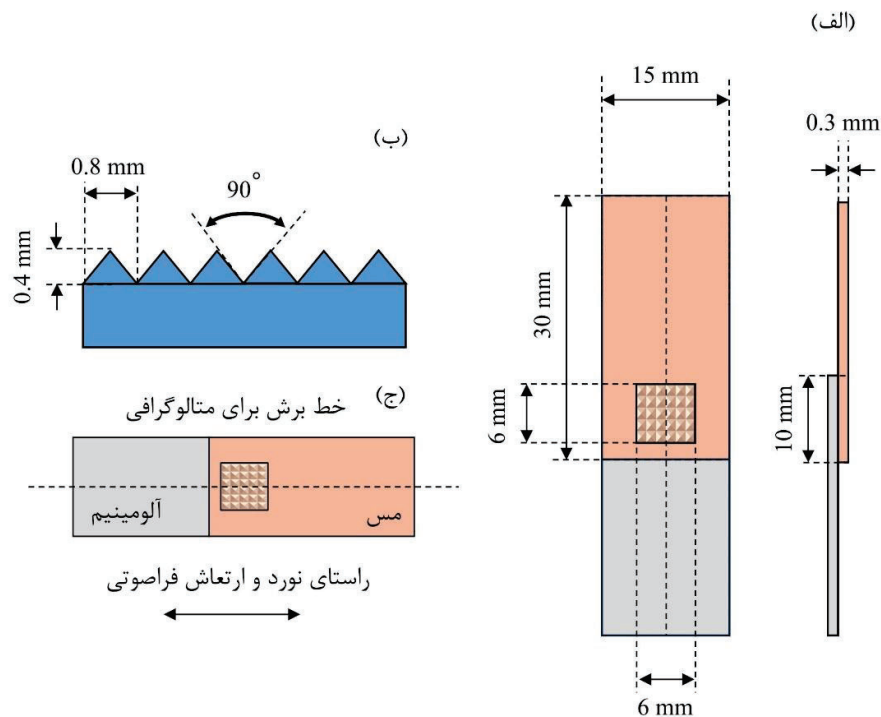 (الف)
15 mm
0.3 mm
30 mm
6 mm
10 mm
6 mm
(ب)
0.8 mm
90°
0.4 mm
(ج)
خط برش برای متالوگرافی
آلومینیم
مس
راستای نورد و ارتعاش فراصوتی